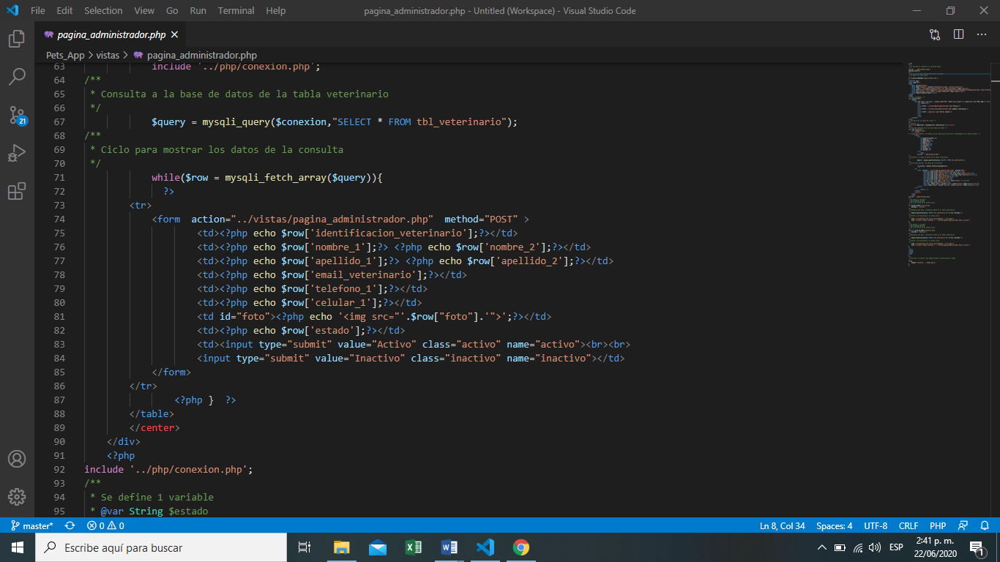 File Edit Selection View Go Run Terminal Help pagina_administrador.php - Untitled (Workspace) - Visual Studio Code
pagina_administrador.php
Pets_App > vistas > pagina_administrador.php
63 include '../php/conexion.php';
64 /**
65 * Consulta a la base de datos de la tabla veterinario
66 */
67 $query = mysqli_query($conexion,"SELECT * FROM tbl_veterinario");
68 /**
69 * Ciclo para mostrar los datos de la consulta
70 */
71 while($row = mysqli_fetch_array($query)){
72 ?>
73 <tr>
74 <form  action="../vistas/pagina_administrador.php"  method="POST" >
75 <td><?php echo $row['identificacion_veterinario'];?></td>
76 <td><?php echo $row['nombre_1'];?> <?php echo $row['nombre_2'];?></td>
77 <td><?php echo $row['apellido_1'];?> <?php echo $row['apellido_2'];?></td>
78 <td><?php echo $row['email_veterinario'];?></td>
79 <td><?php echo $row['telefono_1'];?></td>
80 <td><?php echo $row['celular_1'];?></td>
81 <td id="foto"><?php echo '<img src="'.$row["foto"].'">';?></td>
82 <td><?php echo $row['estado'];?></td>
83 <td><input type="submit" value="Activo" class="activo" name="activo"><br><br>
84 <input type="submit" value="Inactivo" class="inactivo" name="inactivo"></td>
85 </form>
86 </tr>
87 <?php }  ?>
88 </table>
89 </center>
90 </div>
91 <?php
92 include '../php/conexion.php';
93 /**
94 * Se define 1 variable
95 * @var String $estado
21
master* 0 0 Ln 8, Col 34 Spaces: 4 UTF-8 CRLF PHP
Escribe aquí para buscar
ESP
2:41 p. m.
22/06/2020
1